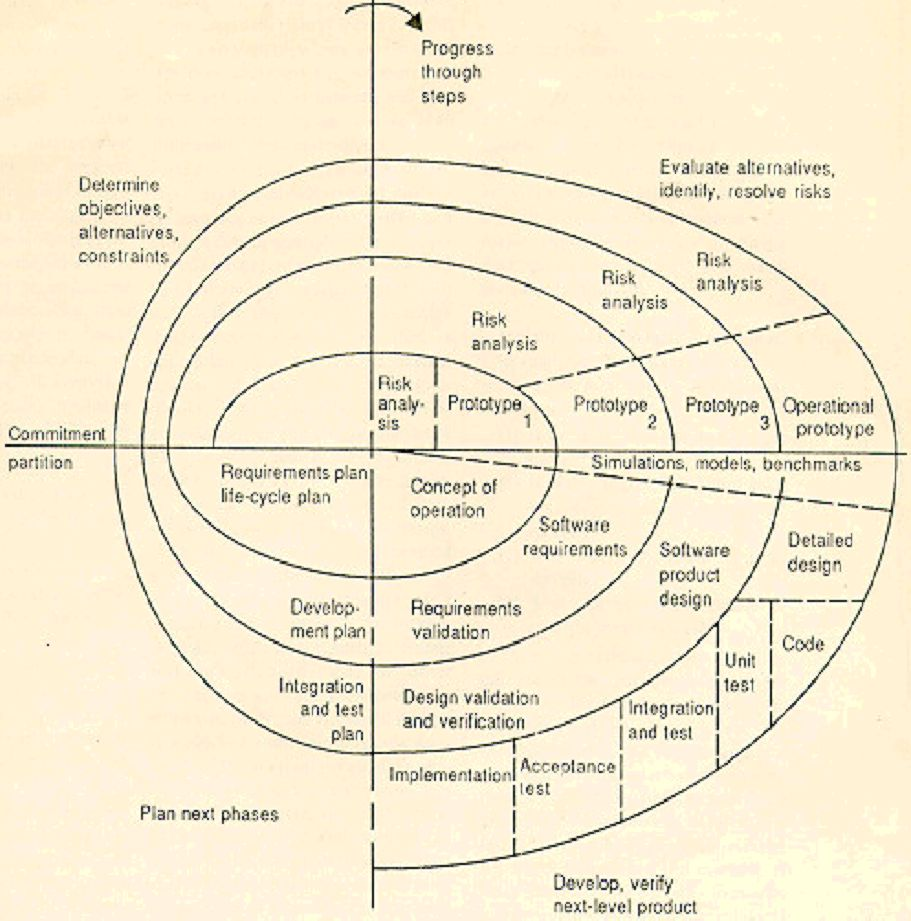 Progress
through
steps
Determine
objectives,
alternatives,
constraints
Evaluate alternatives,
identify, resolve risks
Risk
analysis
Risk
analysis
Risk
analysis
Risk
analy-
sis
Prototype
1
Prototype
2
Prototype
3
Operational
prototype
Commitment
partition
Simulations, models, benchmarks
Requirements plan
life-cycle plan
Concept of
operation
Software
requirements
Software
product
design
Detailed
design
Develop-
ment plan
Requirements
validation
Code
Unit
test
Integration
and test
plan
Design validation
and verification
Integration
and test
Acceptance
test
Implementation
Plan next phases
Develop, verify
next-level product